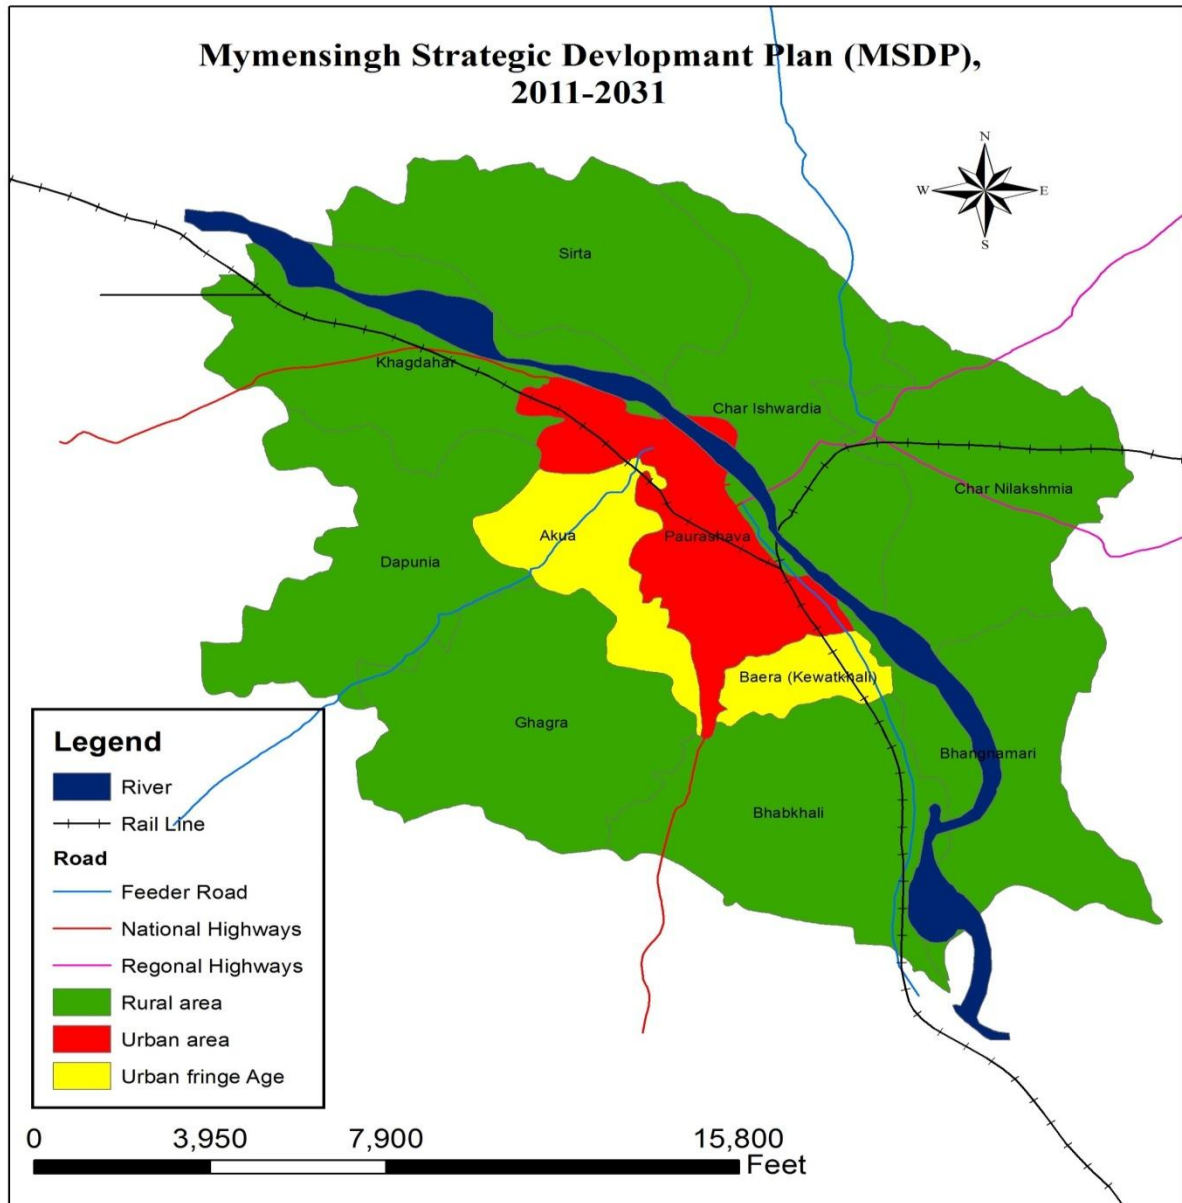 Mymensingh Strategic Devlopmant Plan (MSDP),
2011-2031
N
W E
S
Sirta
Khagdahar
Char Ishwardia
Char Nilakshmia
Akua
Paurashava
Dapunia
Baera (Kewatkhali)
Ghagra
Bhangnamari
Bhabkhali
Legend
River
Rail Line
Road
Feeder Road
National Highways
Regonal Highways
Rural area
Urban area
Urban fringe Age
0 3,950 7,900 15,800
Feet